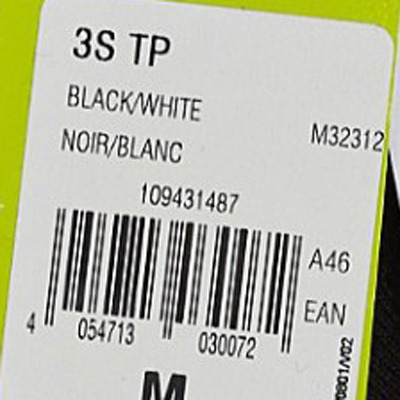 3S TP
BLACK/WHITE
M32312
NOIR/BLANC
109431487
A46
EAN
4 054713 030072
M